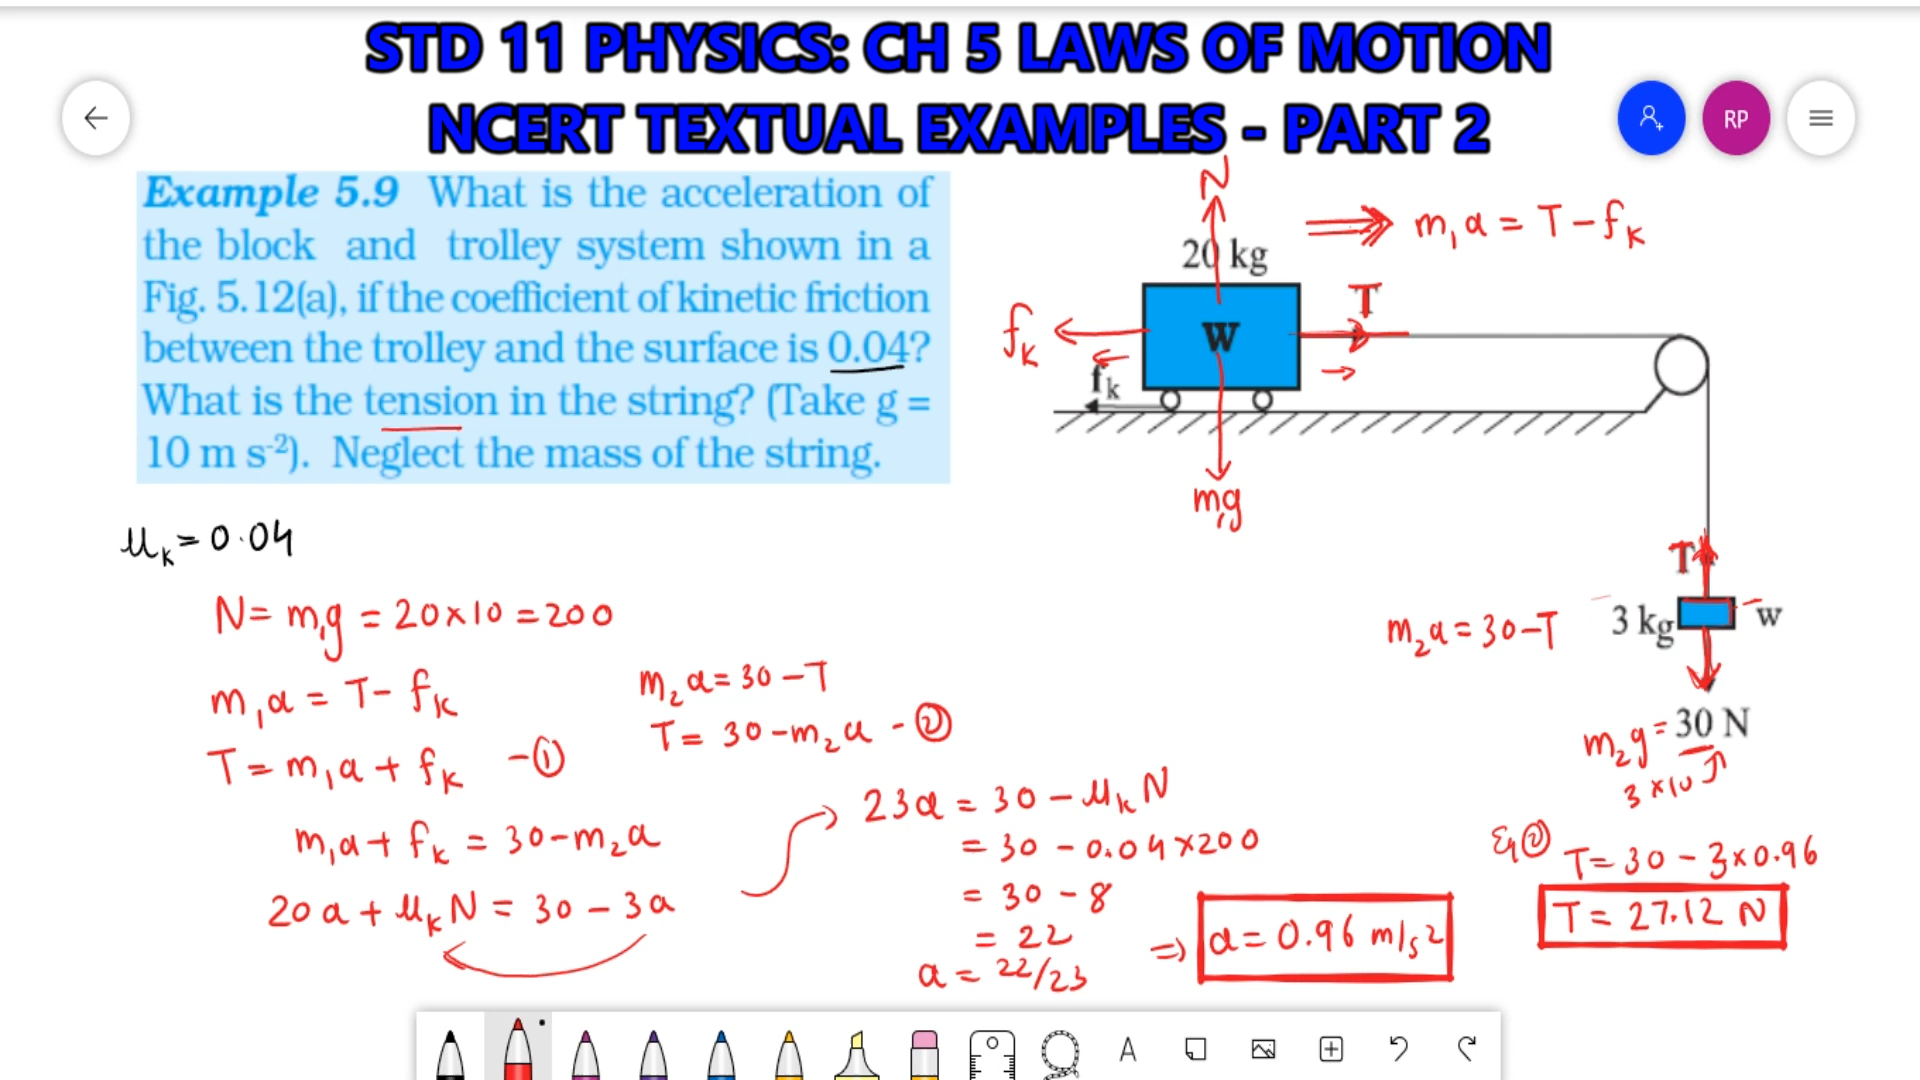 STD 11 PHYSICS: CH 5 LAWS OF MOTION
NCERT TEXTUAL EXAMPLES - PART 2
RP
Example 5.9 What is the acceleration of
the block and trolley system shown in a
Fig. 5.12(a), if the coefficient of kinetic friction
between the trolley and the surface is 0.04?
What is the tension in the string? (Take g =
10 m s⁻²). Neglect the mass of the string.
N
20 kg
m₁a = T - fₖ
T
fₖ
W
fₖ
m₁g
T
m₂a = 30 - T
3 kg
w
30 N
m₂g =
3×10
μₖ = 0.04
N = m₁g = 20×10 = 200
m₁a = T - fₖ
T = m₁a + fₖ - ①
m₂a = 30 - T
T = 30 - m₂a - ②
m₁a + fₖ = 30 - m₂a
20a + μₖN = 30 - 3a
23a = 30 - μₖN
= 30 - 0.04×200
= 30 - 8
= 22
a = 22/23
⇒ a = 0.96 m/s²
Eq ②
T = 30 - 3×0.96
T = 27.12 N
A